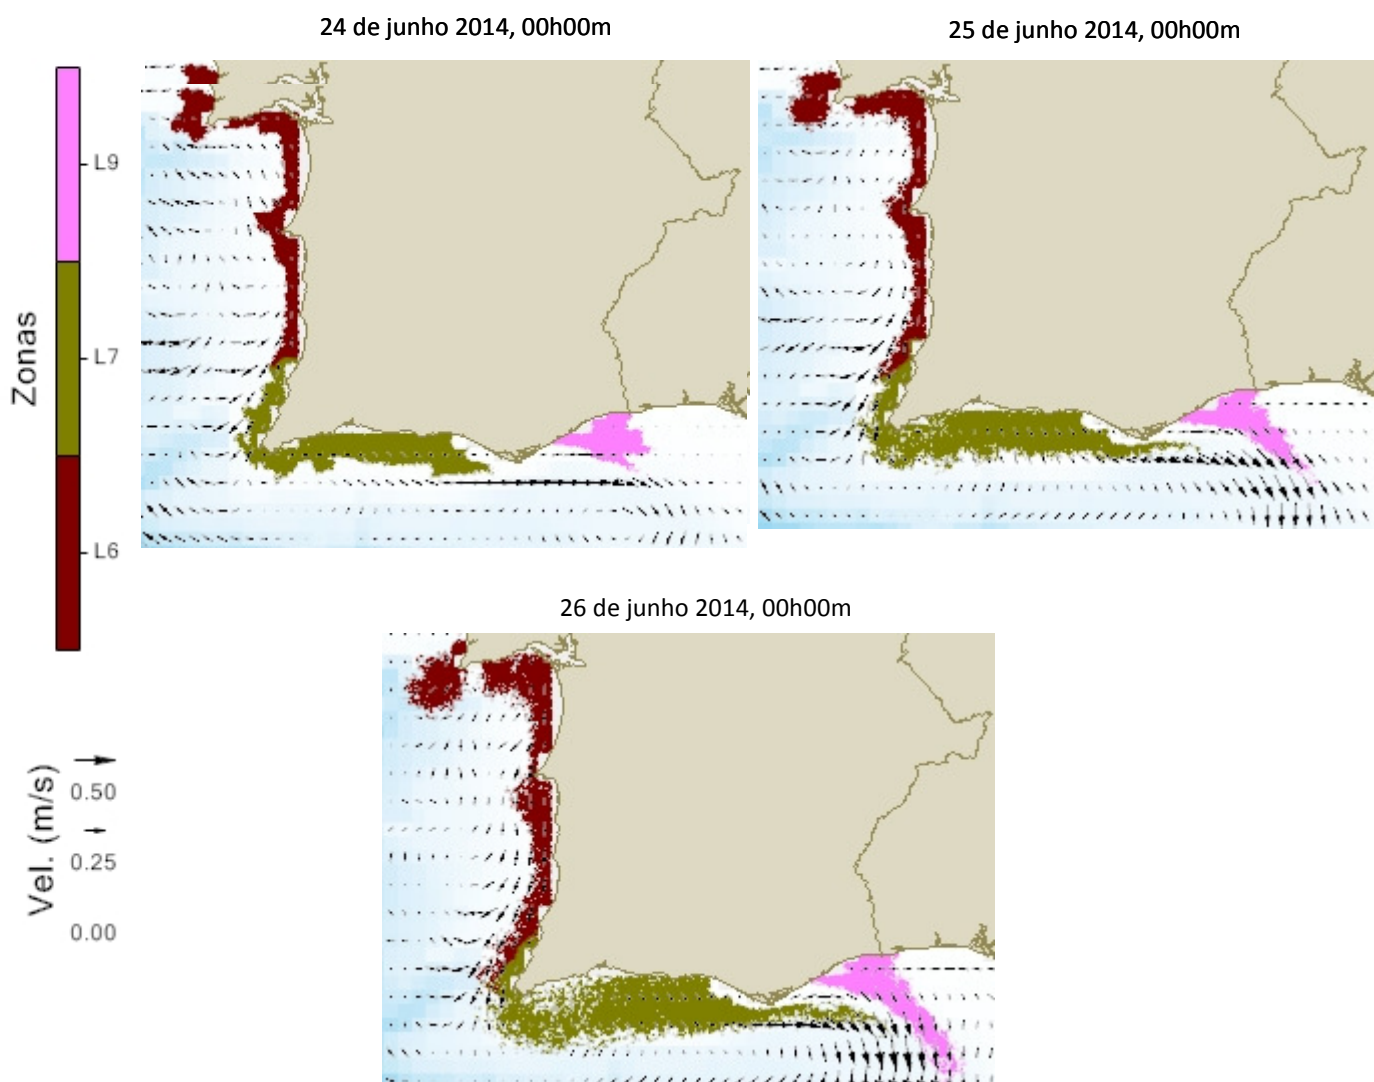 24 de junho 2014, 00h00m
25 de junho 2014, 00h00m
L9
Zonas
L7
L6
26 de junho 2014, 00h00m
Vel. (m/s)
0.50
0.25
0.00